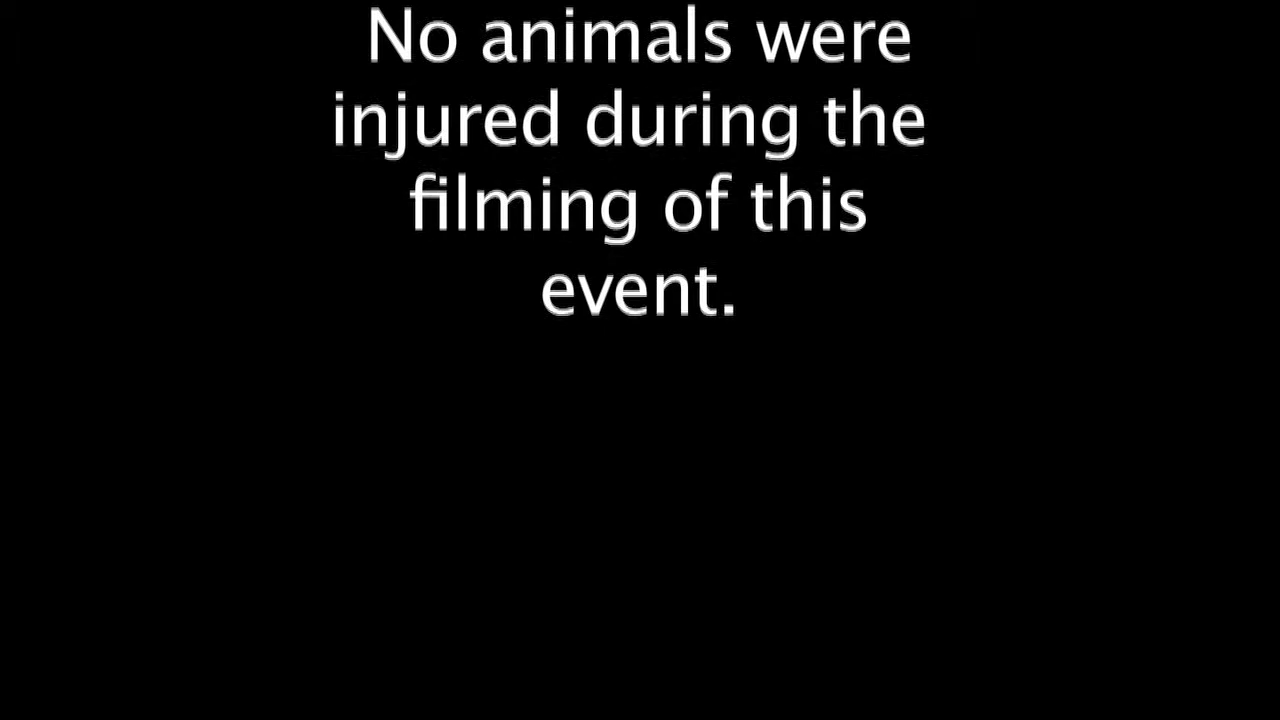 No animals were
injured during the
filming of this
event.